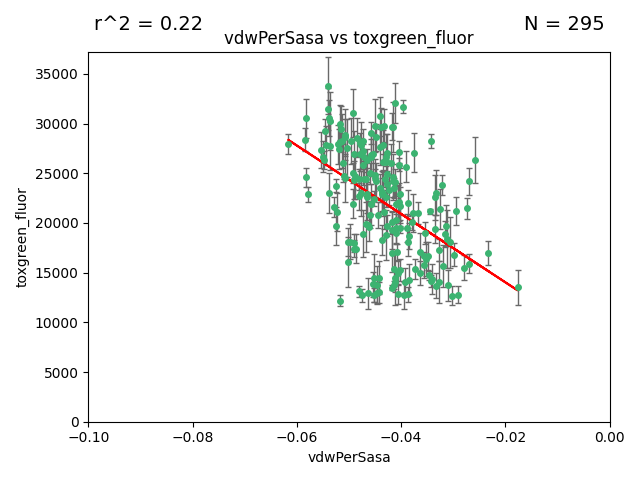 r^2 = 0.22
N = 295
vdwPerSasa vs toxgreen_fluor
35000
30000
25000
20000
15000
10000
5000
0
toxgreen_fluor
−0.10
−0.08
−0.06
−0.04
−0.02
0.00
vdwPerSasa